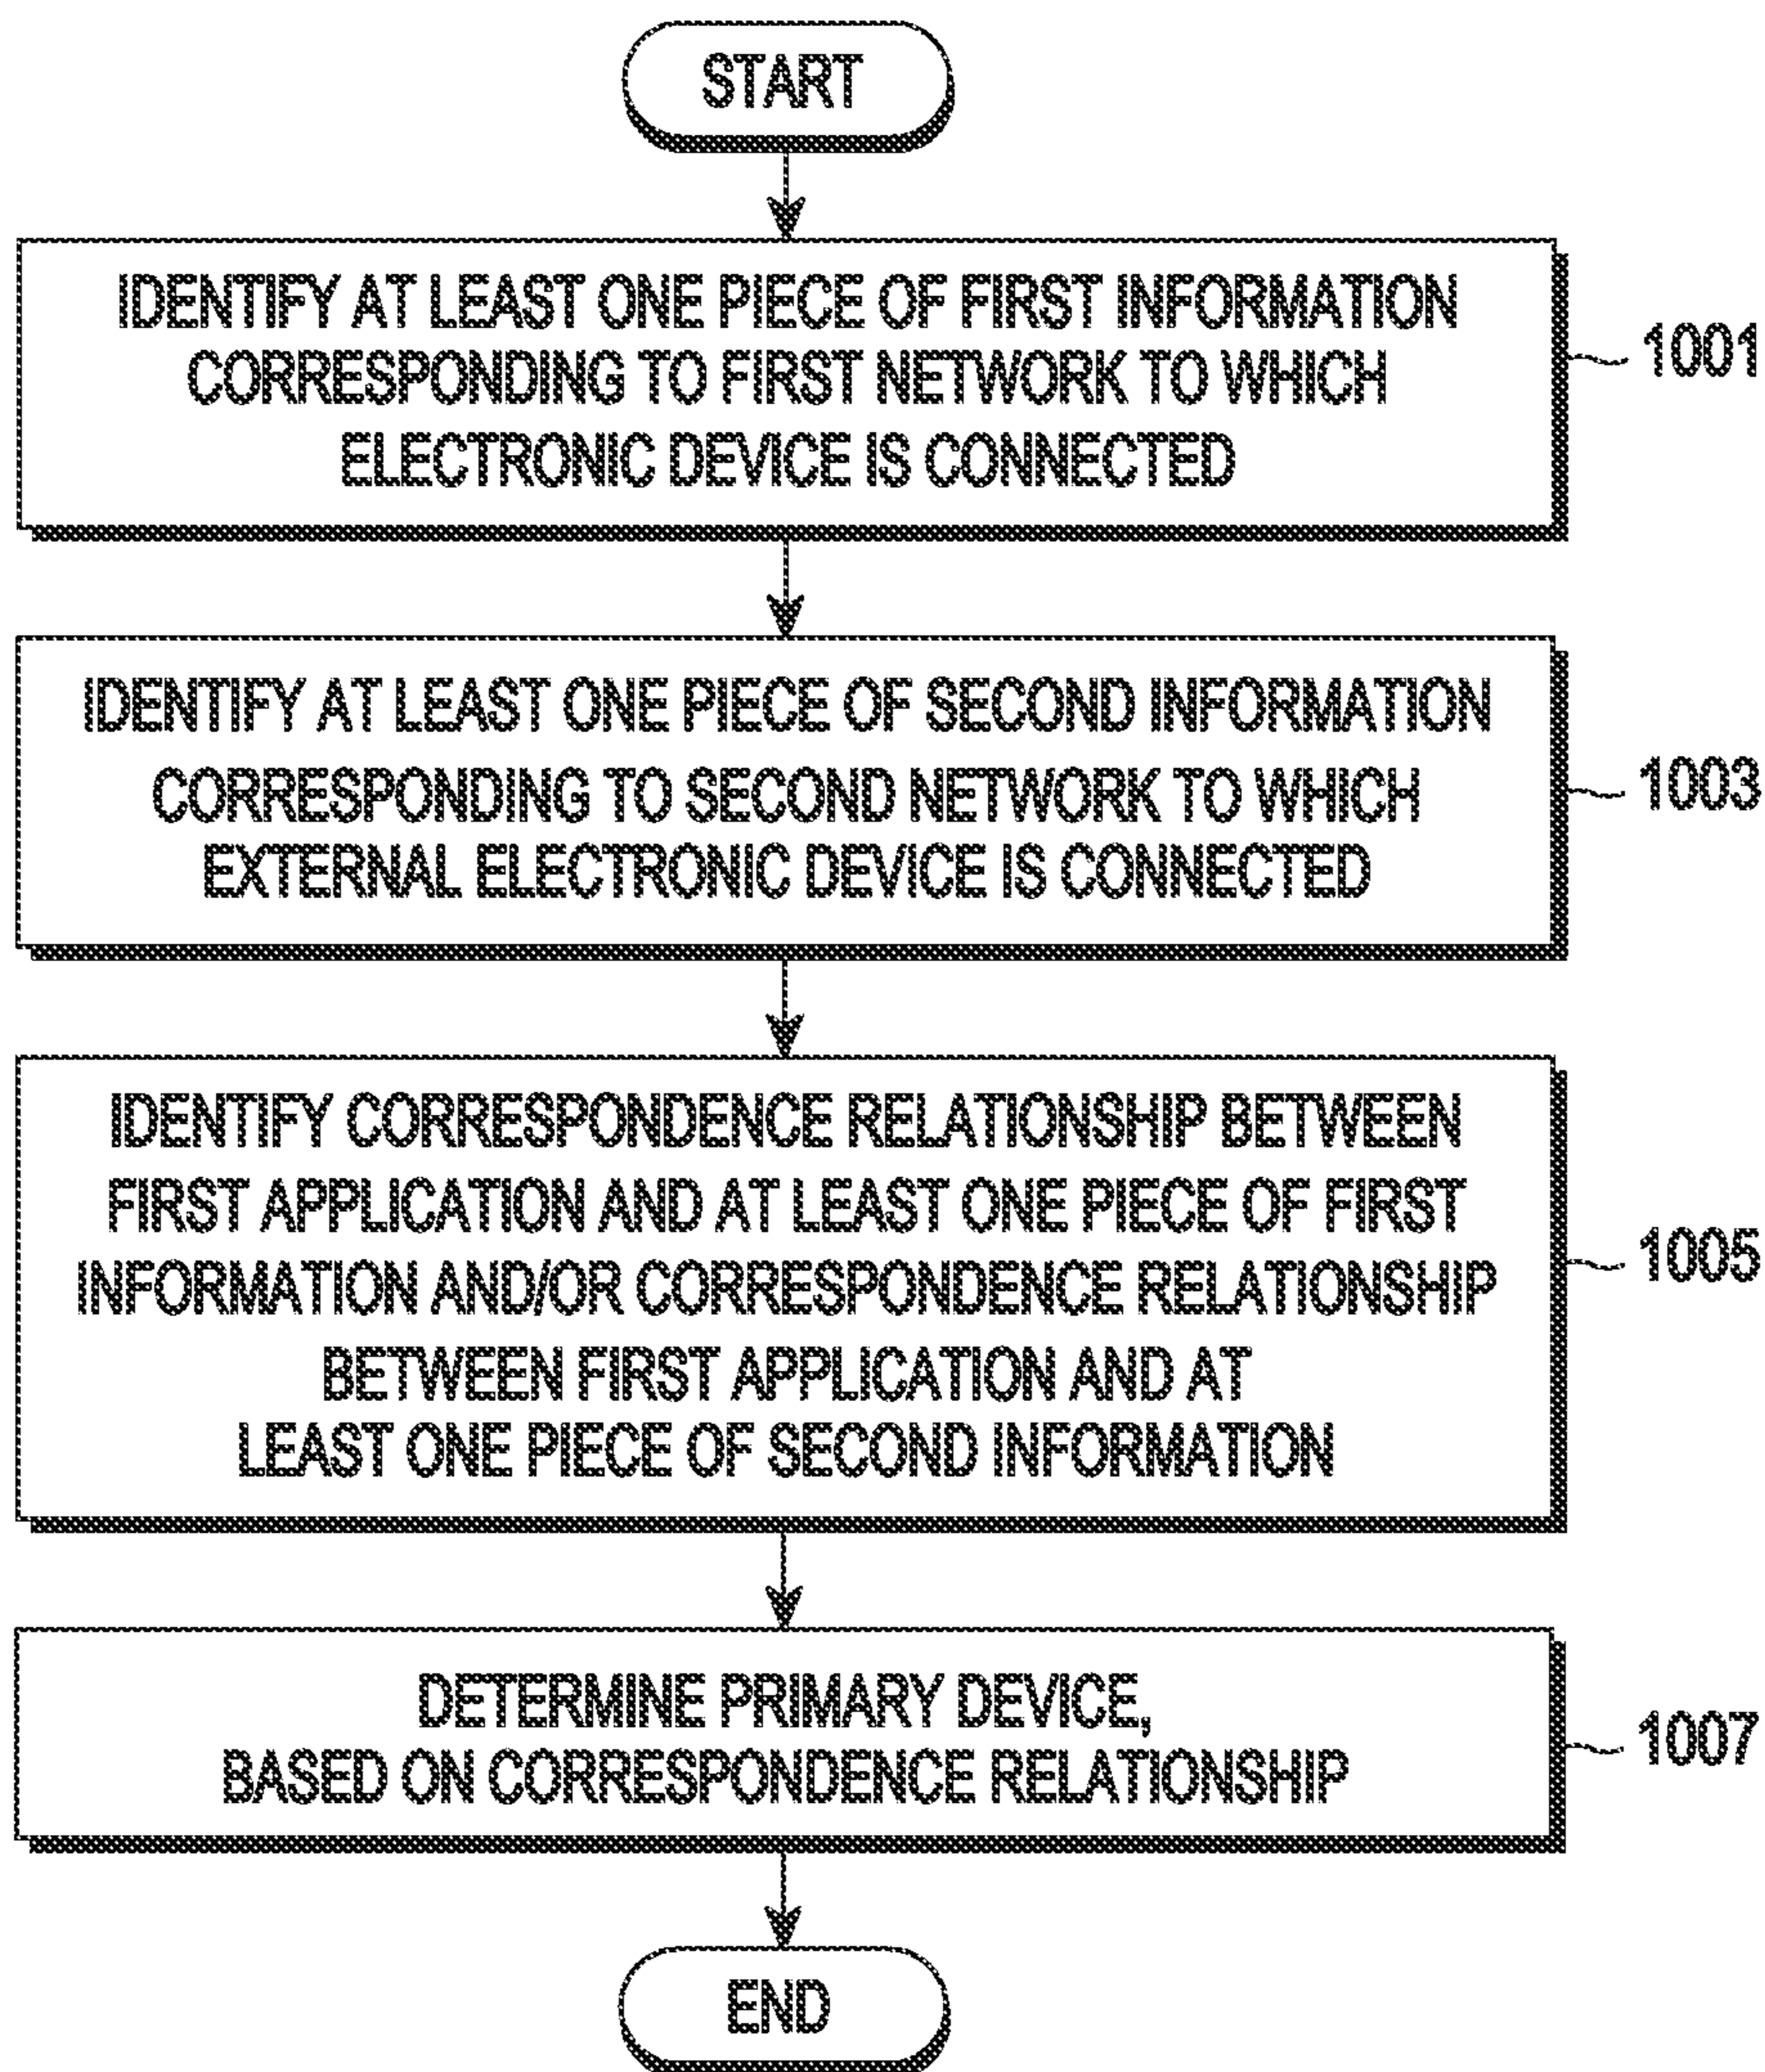 START
IDENTIFY AT LEAST ONE PIECE OF FIRST INFORMATION
CORRESPONDING TO FIRST NETWORK TO WHICH
ELECTRONIC DEVICE IS CONNECTED
1001
IDENTIFY AT LEAST ONE PIECE OF SECOND INFORMATION
CORRESPONDING TO SECOND NETWORK TO WHICH
EXTERNAL ELECTRONIC DEVICE IS CONNECTED
1003
IDENTIFY CORRESPONDENCE RELATIONSHIP BETWEEN
FIRST APPLICATION AND AT LEAST ONE PIECE OF FIRST
INFORMATION AND/OR CORRESPONDENCE RELATIONSHIP
BETWEEN FIRST APPLICATION AND AT
LEAST ONE PIECE OF SECOND INFORMATION
1005
DETERMINE PRIMARY DEVICE,
BASED ON CORRESPONDENCE RELATIONSHIP
1007
END